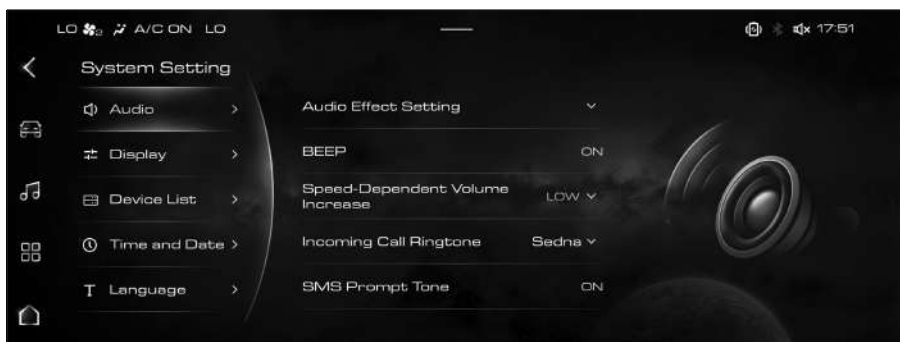 LO 2 A/C ON LO
17:51
System Setting
Audio
Display
Device List
Time and Date
T Language
Audio Effect Setting
BEEP ON
Speed-Dependent Volume
Increase
LOW
Incoming Call Ringtone Sedna
SMS Prompt Tone ON